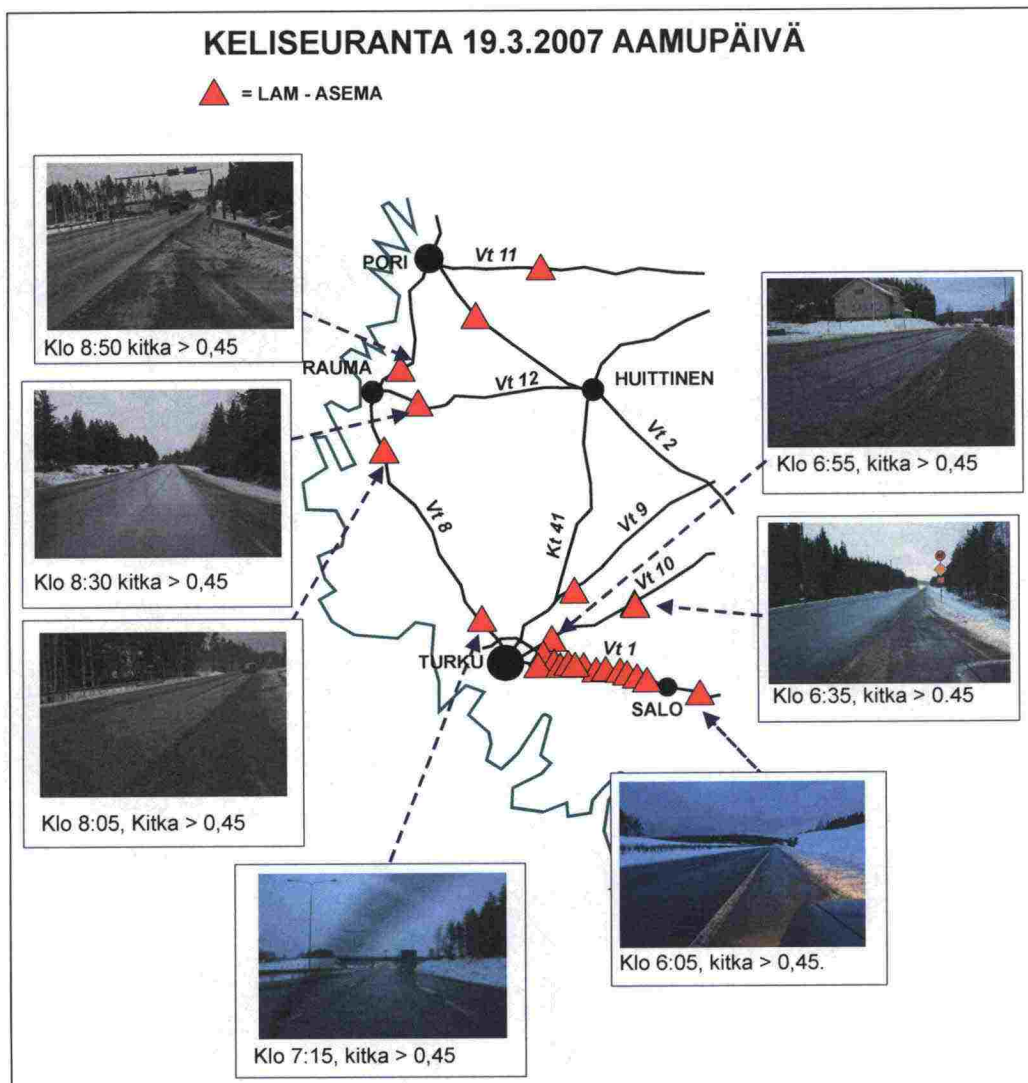 KELISEURANTA 19.3.2007 AAMUPÄIVÄ
= LAM - ASEMA
Klo 8:50 kitka > 0,45
PORI
Vt 11
RAUMA
Vt 12
HUITTINEN
Vt 2
Klo 6:55, kitka > 0,45
Klo 8:30 kitka > 0,45
Vt 8
Kt 41
Vt 9
Vt 10
Klo 6:35, kitka > 0.45
TURKU
Vt 1
SALO
Klo 8:05, Kitka > 0,45
Klo 6:05, kitka > 0,45.
Klo 7:15, kitka > 0,45